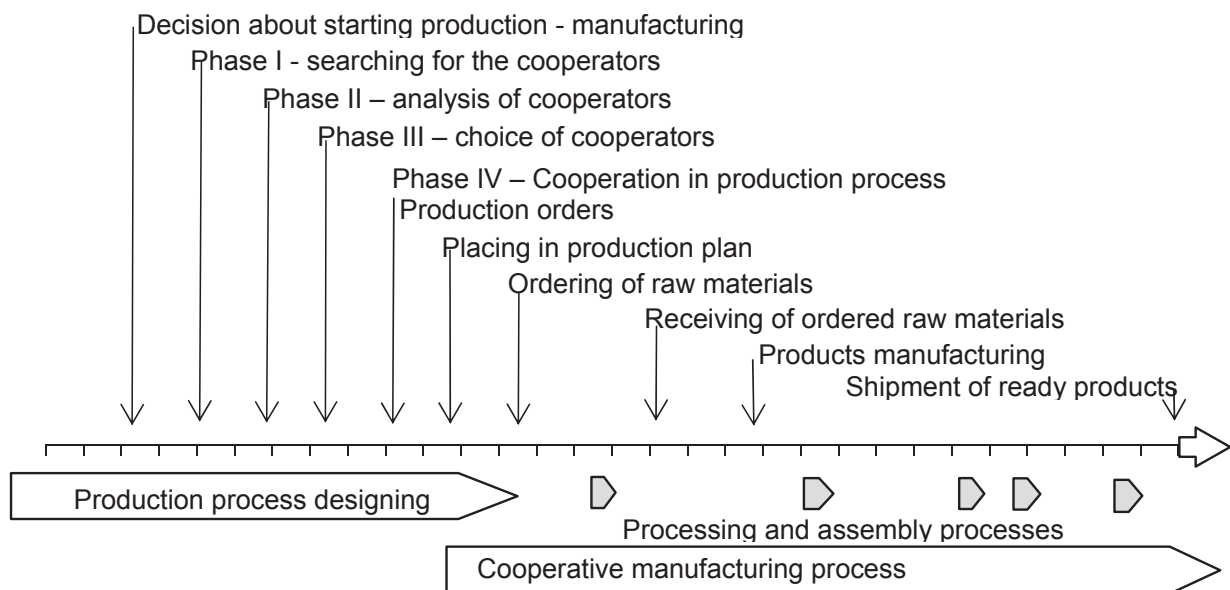 Decision about starting production - manufacturing
Phase I - searching for the cooperators
Phase II – analysis of cooperators
Phase III – choice of cooperators
Phase IV – Cooperation in production process
Production orders
Placing in production plan
Ordering of raw materials
Receiving of ordered raw materials
Products manufacturing
Shipment of ready products
Production process designing
Processing and assembly processes
Cooperative manufacturing process